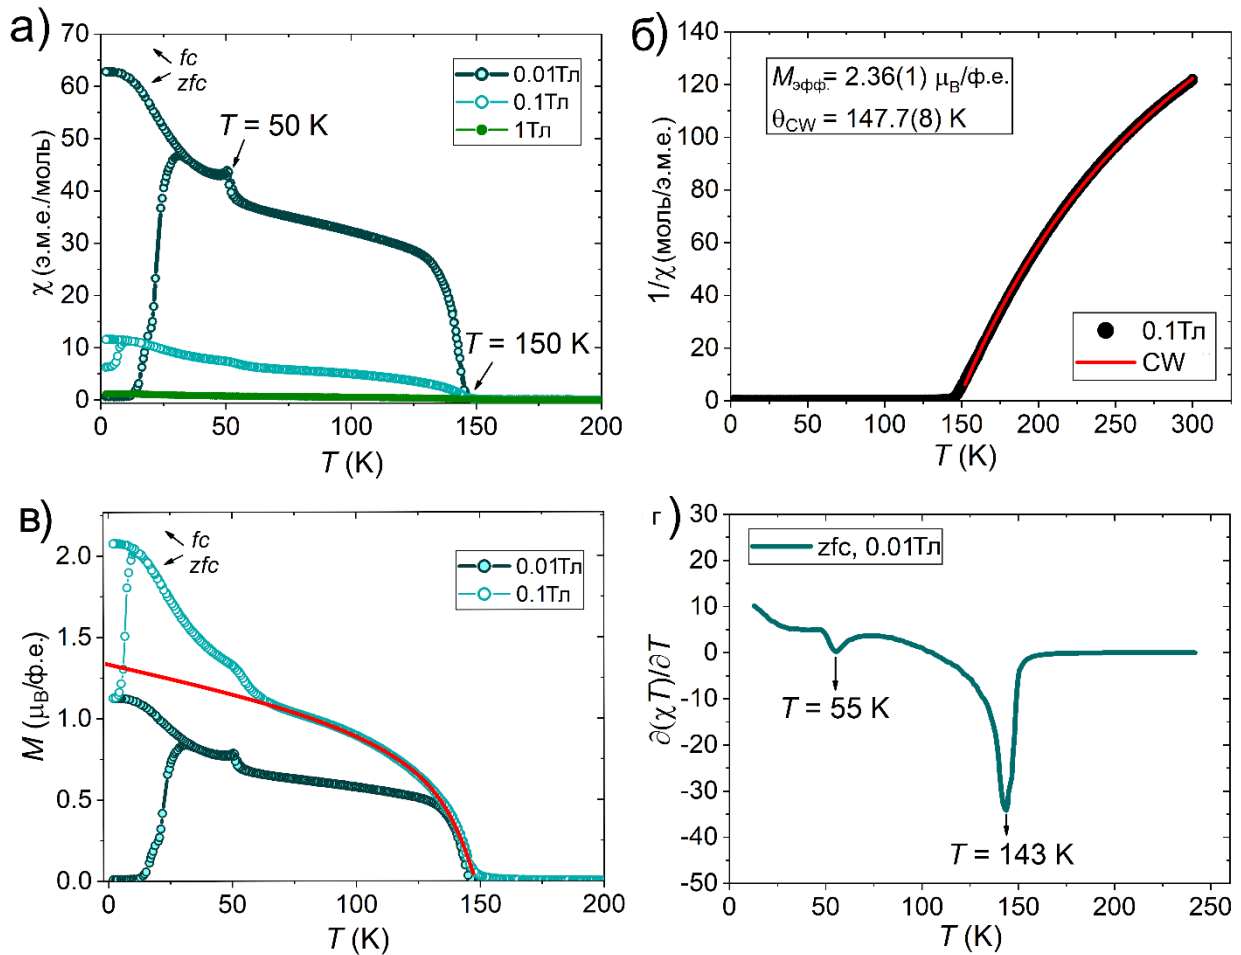 а)
70
60
50
40
30
20
10
0
χ (э.м.е./моль)
fc
zfc
0.01Тл
0.1Тл
1Тл
T = 50 K
T = 150 K
0 50 100 150 200
T (K)
б)
140
120
100
80
60
40
20
0
1/χ (моль/э.м.е.)
Mэфф.= 2.36(1) μB/ф.е.
θCW = 147.7(8) K
0.1Тл
CW
0 50 100 150 200 250 300
T (K)
в)
2.0
1.5
1.0
0.5
0.0
M (μB/ф.е.)
fc
zfc
0.01Тл
0.1Тл
0 50 100 150 200
T (K)
г)
30
20
10
0
-10
-20
-30
-40
-50
∂(χT)/∂T
zfc, 0.01Тл
T = 55 K
T = 143 K
0 50 100 150 200 250
T (K)